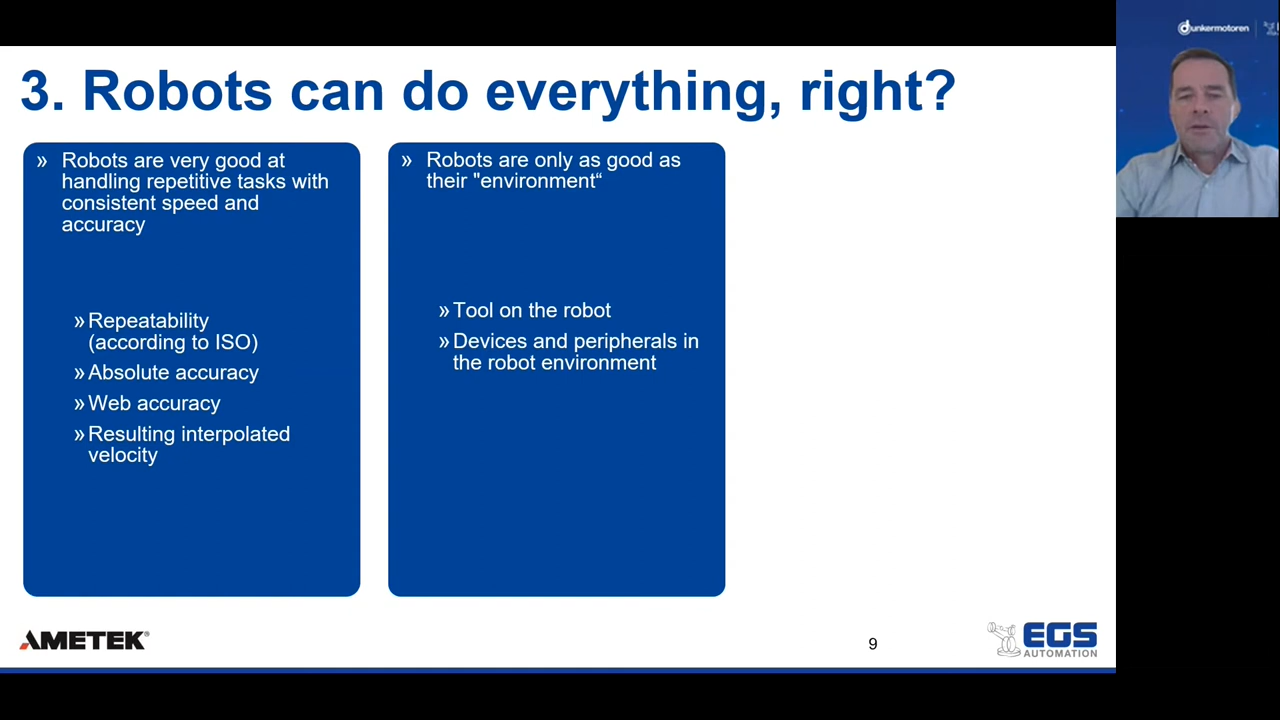 3. Robots can do everything, right?
» Robots are very good at
handling repetitive tasks with
consistent speed and
accuracy
» Repeatability
(according to ISO)
» Absolute accuracy
» Web accuracy
» Resulting interpolated
velocity
» Robots are only as good as
their "environment“
» Tool on the robot
» Devices and peripherals in
the robot environment
AMETEK®
9
EGS
AUTOMATION
dunkermotoren